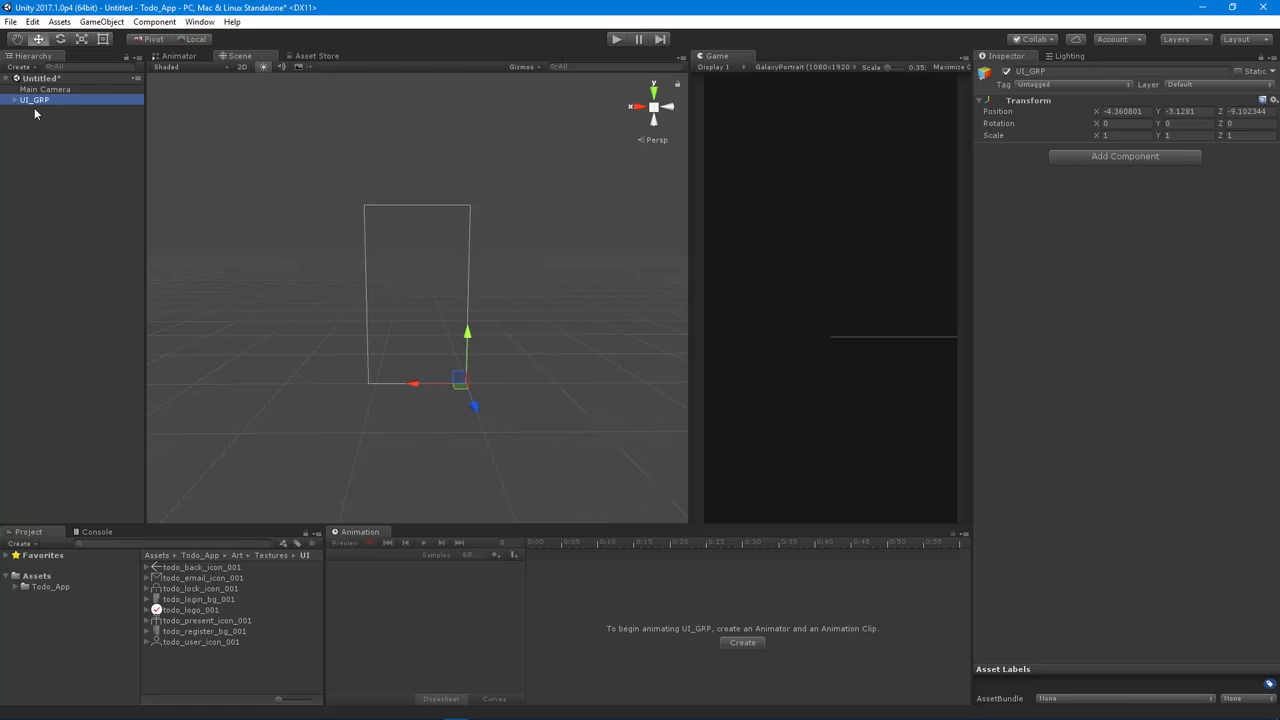 Unity 2017.1.0p4 (64bit) - Untitled - Todo_App - PC, Mac & Linux Standalone* <DX11>
File Edit Assets GameObject Component Window Help
Pivot Local Collab Account Layers Layout
Hierarchy Animator Scene Asset Store Game Inspector Lighting
Create All Shaded 2D Gizmos All Display 1 GalaxyPortrait (1080x1920) Scale 0.35: Maximize UI_GRP Static
Untitled*
Main Camera
UI_GRP
Tag Untagged Layer Default
Transform
Position X -4.360801 Y -3.1281 Z -9.102344
Rotation X 0 Y 0 Z 0
Scale X 1 Y 1 Z 1
Add Component
Y
X
Persp
Project Console Animation
Create Preview 0 0:00 0:05 0:10 0:15 0:20 0:25 0:30 0:35 0:40 0:45 0:50 0:55 1:00
Favorites Assets Todo_App Art Textures UI Samples 60
todo_back_icon_001
Assets todo_email_icon_001
Todo_App todo_lock_icon_001
todo_login_bg_001
todo_logo_001
todo_present_icon_001
todo_register_bg_001
todo_user_icon_001
To begin animating UI_GRP, create an Animator and an Animation Clip.
Create
Dopesheet Curves
Asset Labels
AssetBundle None None